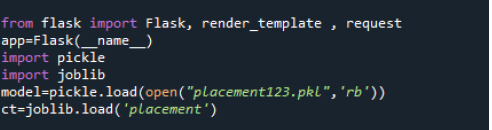 from flask import Flask, render_template , request
app=Flask(__name__)
import pickle
import joblib
model=pickle.load(open("placement123.pkl",'rb'))
ct=joblib.load('placement')